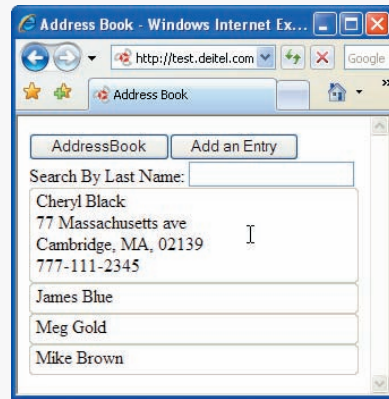 Address Book - Windows Internet Ex...
http://test.deitel.com
Google
Address Book
AddressBook
Add an Entry
Search By Last Name:
Cheryl Black
77 Massachusetts ave
Cambridge, MA, 02139
777-111-2345
James Blue
Meg Gold
Mike Brown